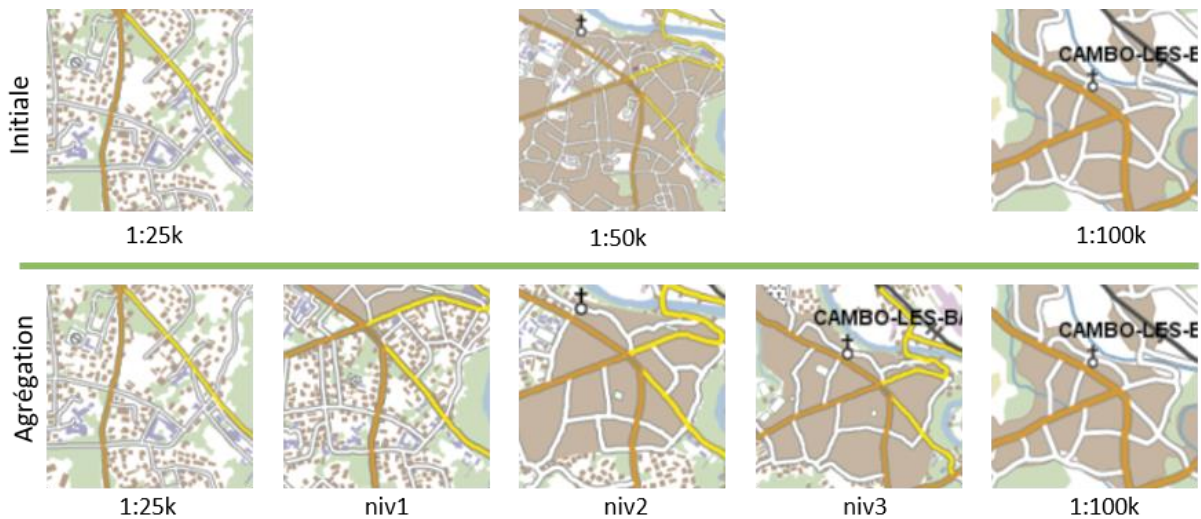 Initiale
CAMBO-LES-B
1:25k
1:50k
1:100k
Agrégation
CAMBO-LES-BA
CAMBO-LES-B
1:25k
niv1
niv2
niv3
1:100k